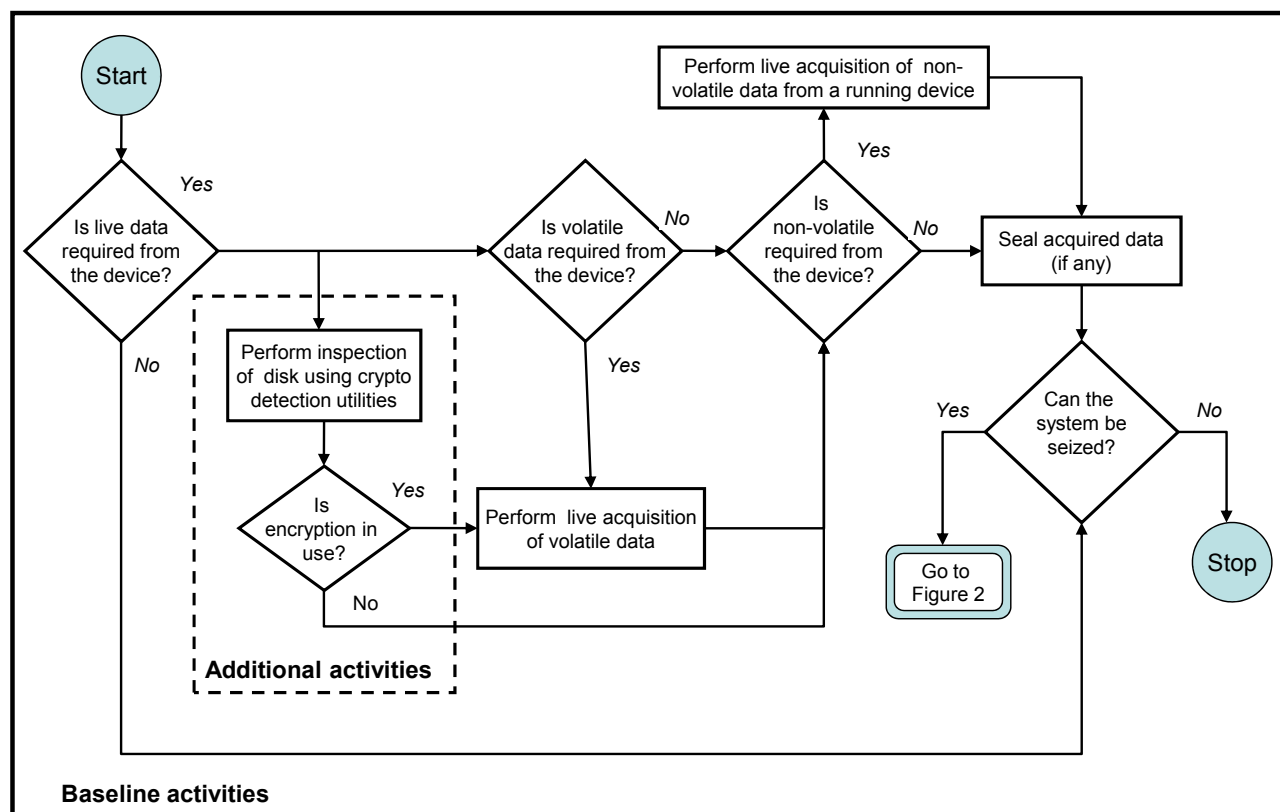 Start
Perform live acquisition of non-
volatile data from a running device
Yes
Yes
Is live data
required from
the device?
Is volatile
data required from
the device?
No
Is
non-volatile
required from
the device?
No
Seal acquired data
(if any)
No
Perform inspection
of disk using crypto
detection utilities
Yes
Yes
Can the
system be
seized?
No
Is
encryption in
use?
Yes
Perform live acquisition
of volatile data
Go to
Figure 2
Stop
No
Additional activities
Baseline activities